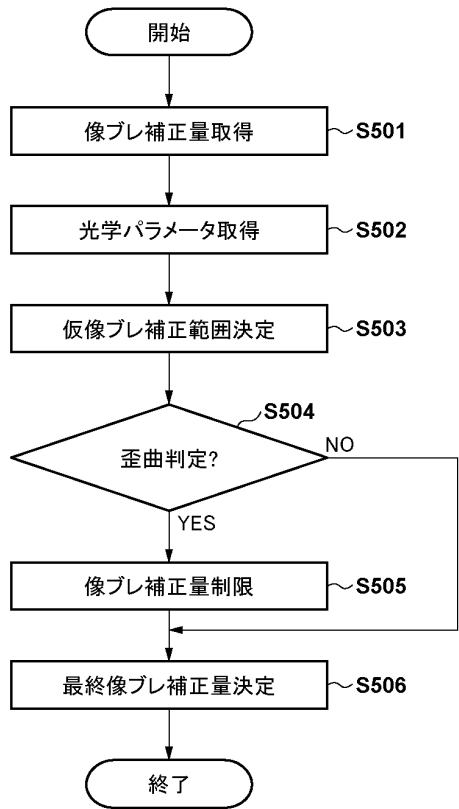 開始
像ブレ補正量取得 S501
光学パラメータ取得 S502
仮像ブレ補正範囲決定 S503
S504
歪曲判定?
NO
YES
像ブレ補正量制限 S505
最終像ブレ補正量決定 S506
終了